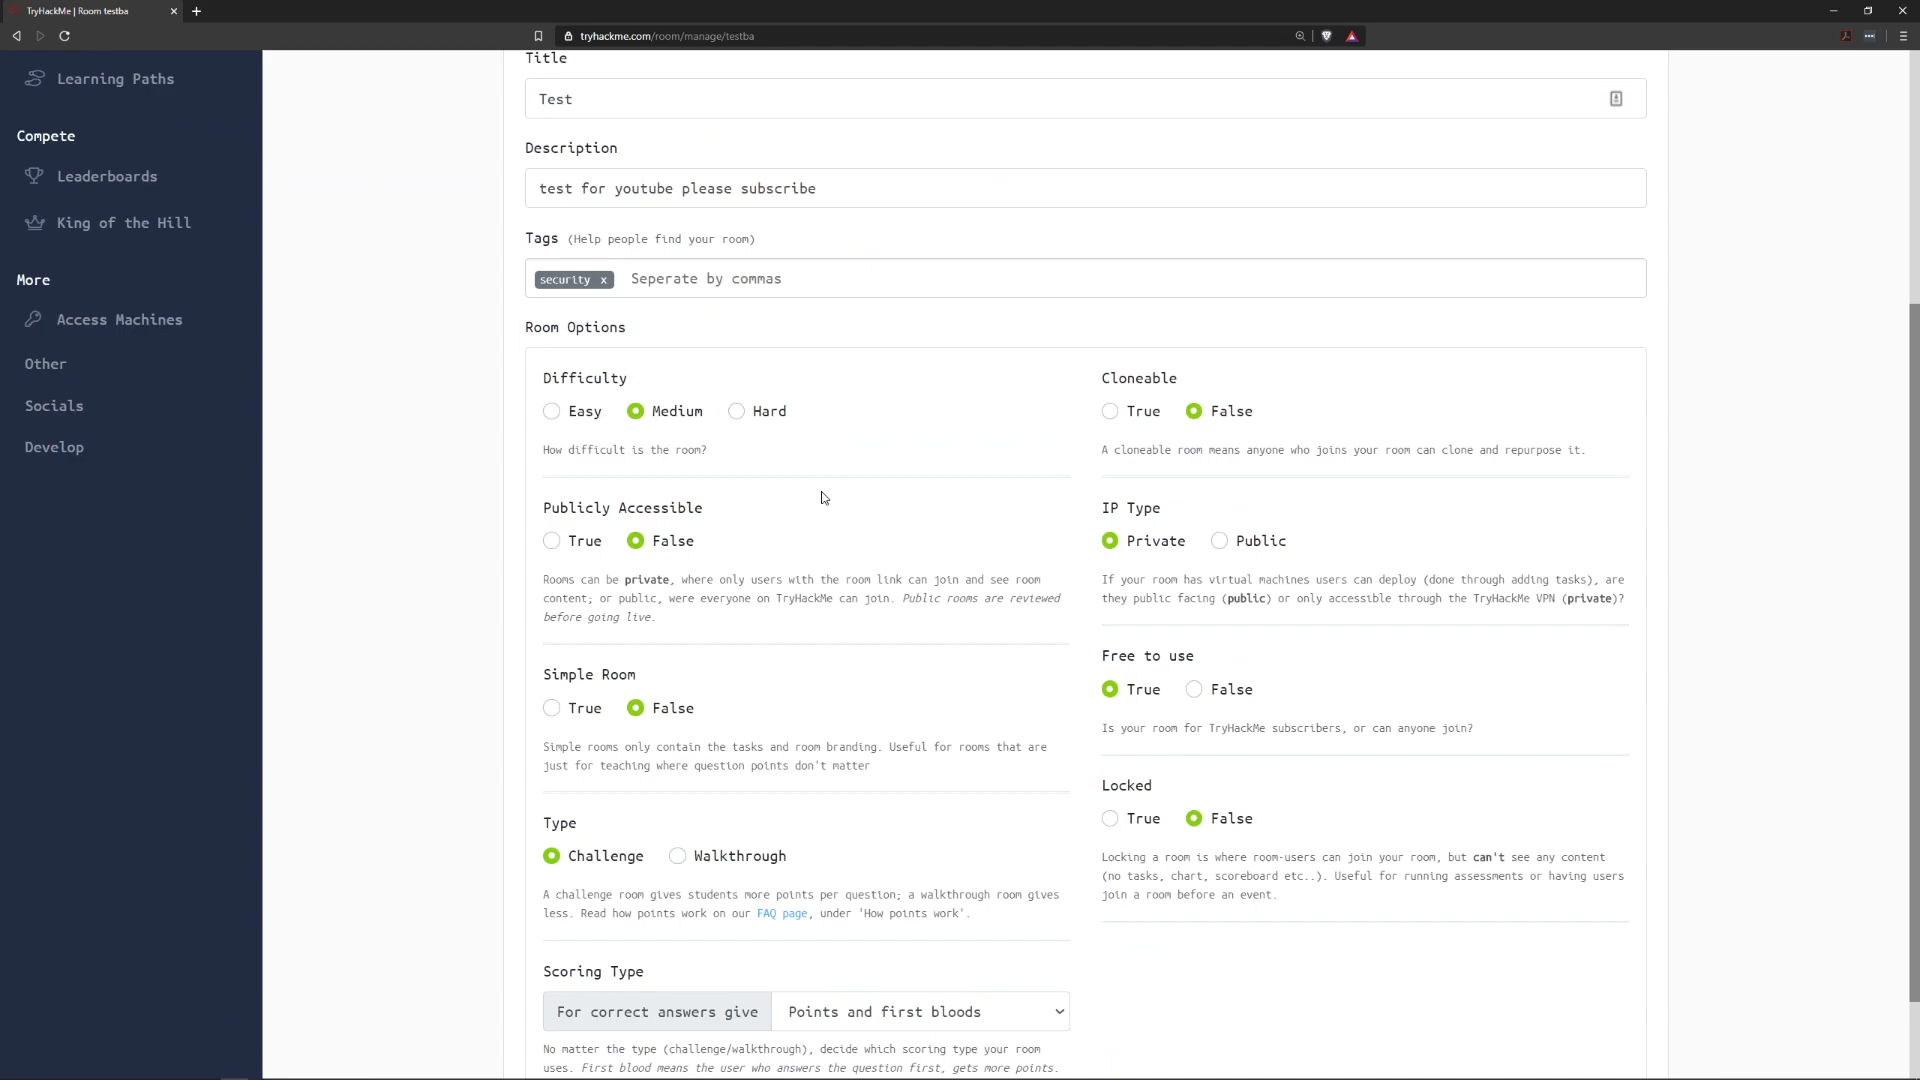 TryHackMe | Room testba
tryhackme.com/room/manage/testba
Learning Paths
Compete
Leaderboards
King of the Hill
More
Access Machines
Other
Socials
Develop
Title
Test
Description
test for youtube please subscribe
Tags (Help people find your room)
security x Seperate by commas
Room Options
Difficulty
Easy Medium Hard
How difficult is the room?
Publicly Accessible
True False
Rooms can be private, where only users with the room link can join and see room
content; or public, were everyone on TryHackMe can join. Public rooms are reviewed
before going live.
Simple Room
True False
Simple rooms only contain the tasks and room branding. Useful for rooms that are
just for teaching where question points don't matter
Type
Challenge Walkthrough
A challenge room gives students more points per question; a walkthrough room gives
less. Read how points work on our FAQ page, under 'How points work'.
Scoring Type
For correct answers give Points and first bloods
No matter the type (challenge/walkthrough), decide which scoring type your room
uses. First blood means the user who answers the question first, gets more points.
Cloneable
True False
A cloneable room means anyone who joins your room can clone and repurpose it.
IP Type
Private Public
If your room has virtual machines users can deploy (done through adding tasks), are
they public facing (public) or only accessible through the TryHackMe VPN (private)?
Free to use
True False
Is your room for TryHackMe subscribers, or can anyone join?
Locked
True False
Locking a room is where room-users can join your room, but can't see any content
(no tasks, chart, scoreboard etc..). Useful for running assessments or having users
join a room before an event.